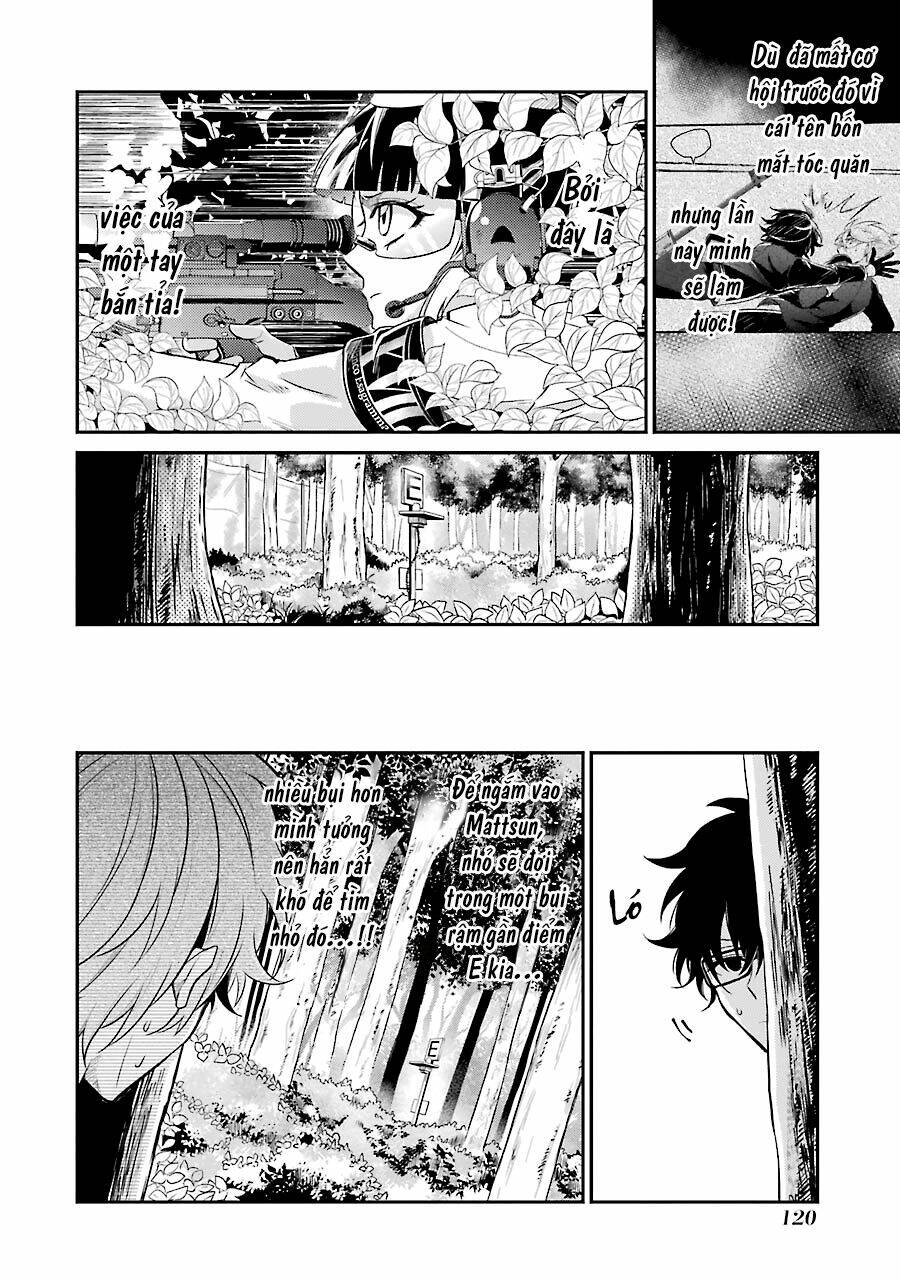 Dù đã mất cơ
hội trước đó vì
cái tên bốn
mắt tóc quăn
nhưng lần
này mình
sẽ làm
được!
Bởi
đây là
việc của
một tay
bắn tỉa!
E
Ló
Để ngắm vào
Mattsun,
nhỏ sẽ đợi
trong một bụi
rậm gần điểm
E kia...
nhiều bụi hơn
mình tưởng
nên hẳn rất
khó để tìm
nhỏ đó...!!
E
120